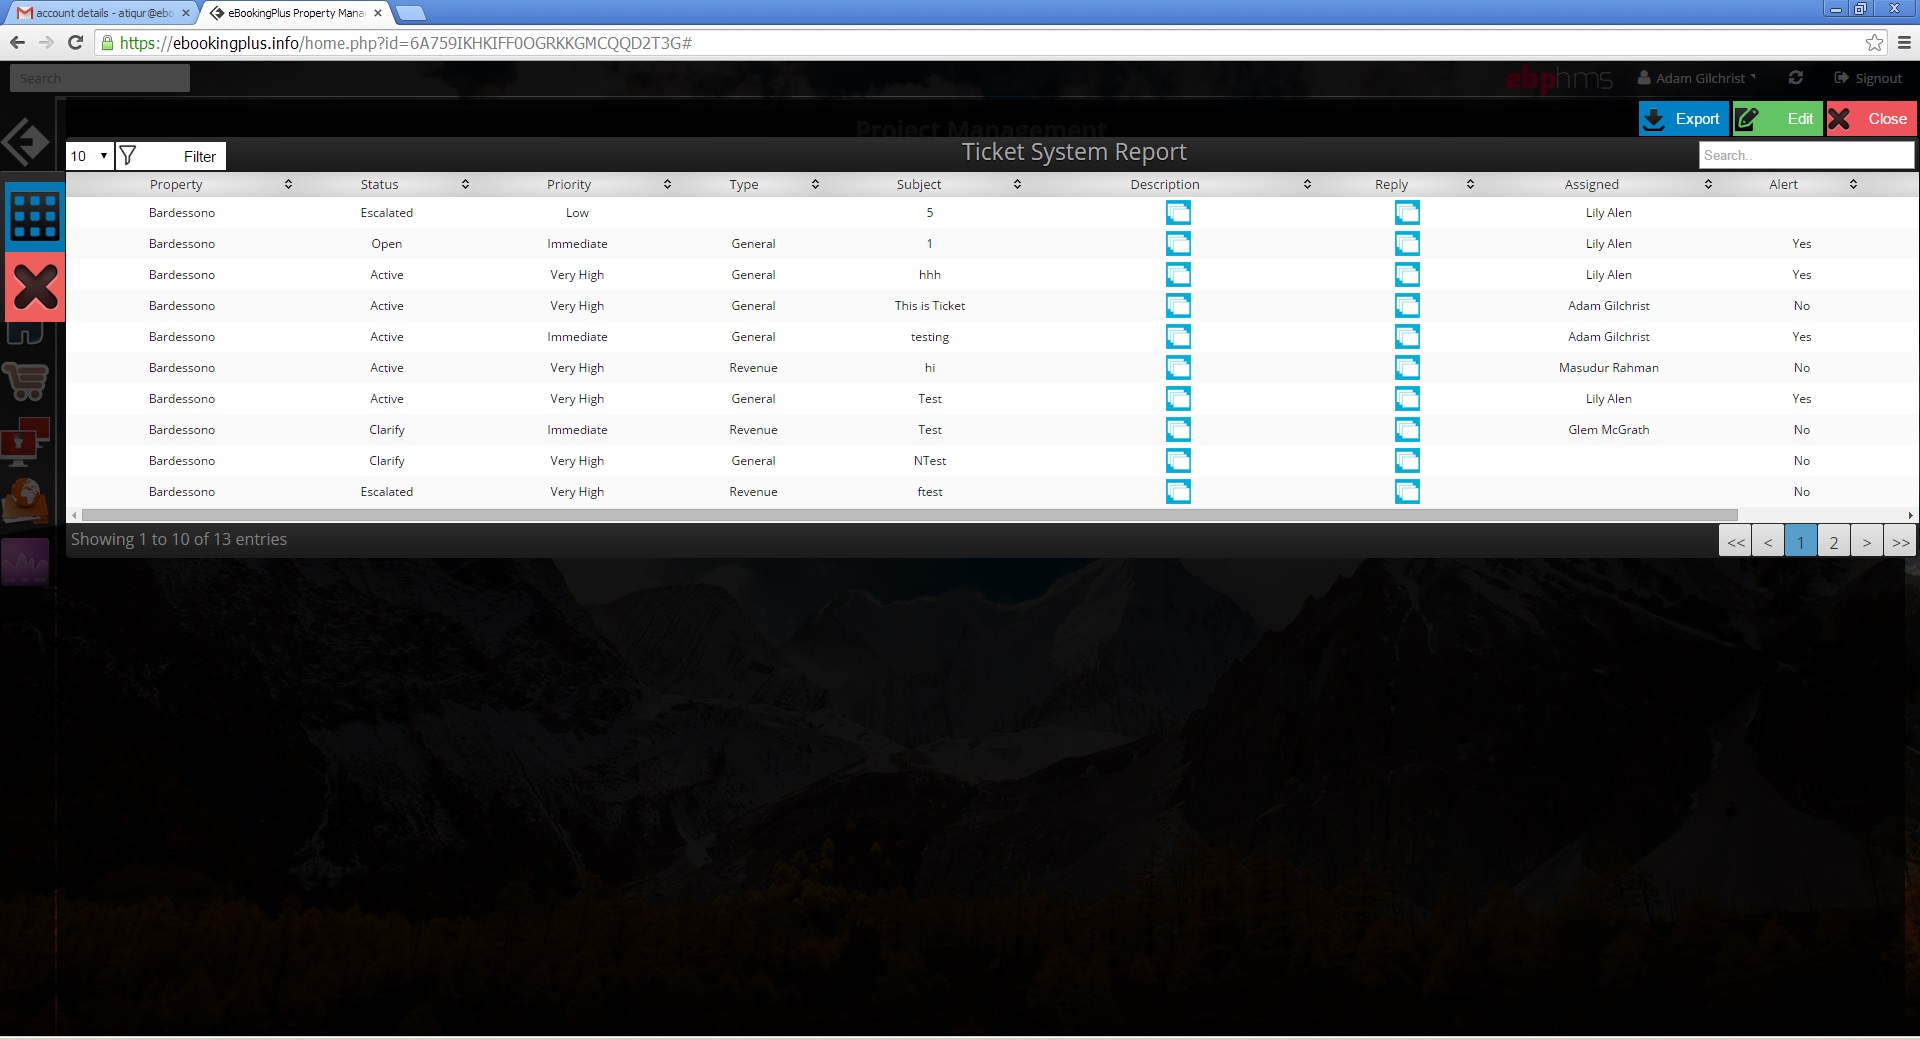 account details - atiqur@ebo
eBookingPlus Property Mana
https://ebookingplus.info/home.php?id=6A759IKHKIFF0OGRKKGMCQQD2T3G#
Search
ebphms
Adam Gilchrist
Signout
Project Management
Export
Edit
Close
10
Filter
Ticket System Report
Search..
Property Status Priority Type Subject Description Reply Assigned Alert
Bardessono Escalated Low 5 Lily Alen
Bardessono Open Immediate General 1 Lily Alen Yes
Bardessono Active Very High General hhh Lily Alen Yes
Bardessono Active Very High General This is Ticket Adam Gilchrist No
Bardessono Active Immediate General testing Adam Gilchrist Yes
Bardessono Active Very High Revenue hi Masudur Rahman No
Bardessono Active Very High General Test Lily Alen Yes
Bardessono Clarify Immediate Revenue Test Glem McGrath No
Bardessono Clarify Very High General NTest No
Bardessono Escalated Very High Revenue ftest No
Showing 1 to 10 of 13 entries
<< < 1 2 > >>